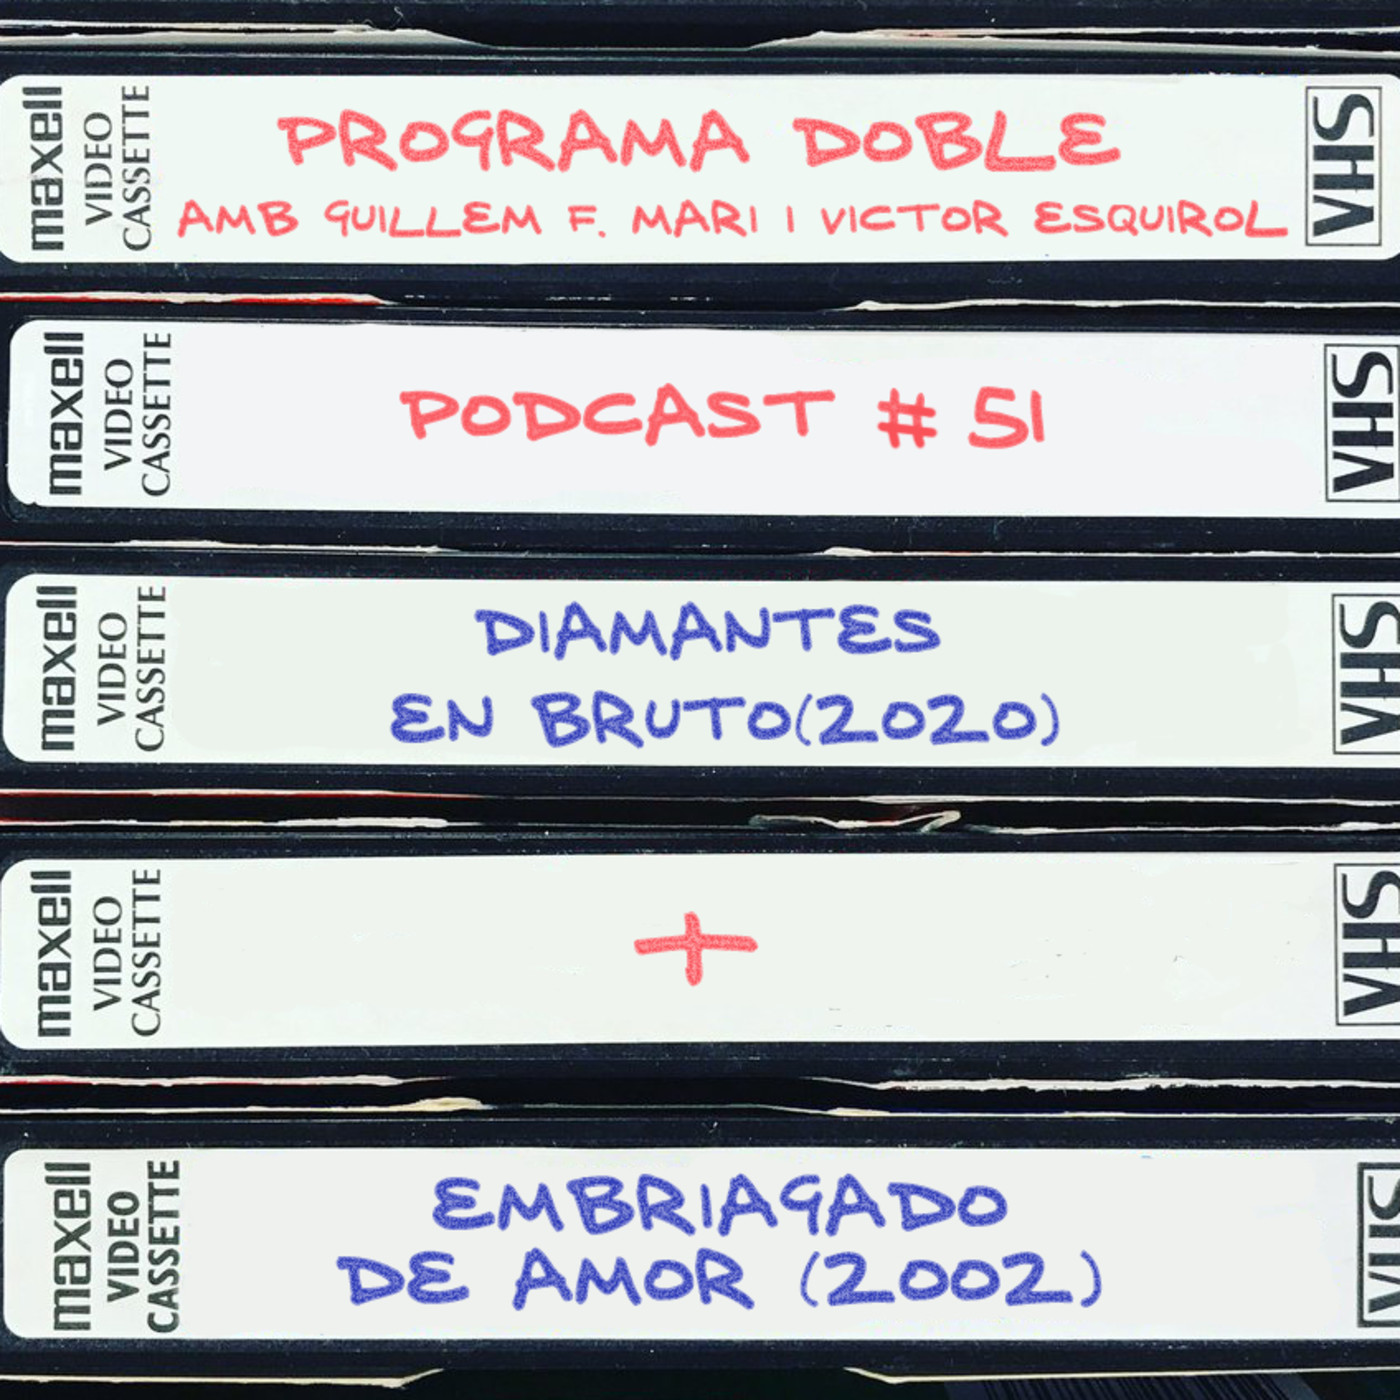 maxell
VIDEO
CASSETTE
PROGRAMA DOBLE
AMB GUILLEM F. MARI I VICTOR ESQUIROL
VHS
maxell
VIDEO
CASSETTE
PODCAST # 51
VHS
maxell
VIDEO
CASSETTE
DIAMANTES
EN BRUTO(2020)
VHS
maxell
VIDEO
CASSETTE
+
VHS
maxell
VIDEO
CASSETTE
EMBRIAGADO
DE AMOR (2002)
VHS